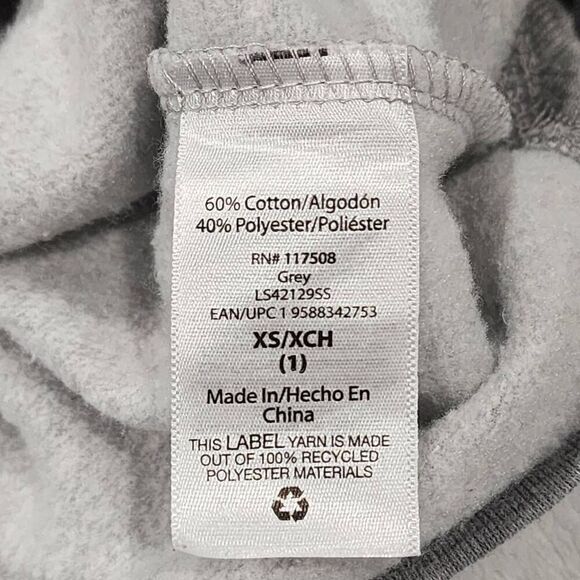 60% Cotton/Algodón
40% Polyester/Poliéster
RN# 117508
Grey
LS42129SS
EAN/UPC 1 9588342753
XS/XCH
(1)
Made In/Hecho En
China
THIS LABEL YARN IS MADE
OUT OF 100% RECYCLED
POLYESTER MATERIALS